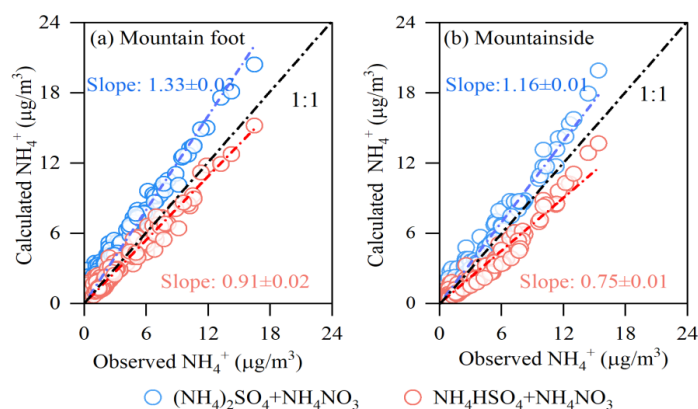 (a) Mountain foot
Slope: 1.33±0.03
1:1
Slope: 0.91±0.02
Calculated NH₄⁺ (μg/m³)
24
18
12
6
0
0 6 12 18 24
Observed NH₄⁺ (μg/m³)
(b) Mountainside
Slope: 1.16±0.01
1:1
Slope: 0.75±0.01
Calculated NH₄⁺ (μg/m³)
24
18
12
6
0
0 6 12 18 24
Observed NH₄⁺ (μg/m³)
(NH₄)₂SO₄+NH₄NO₃
NH₄HSO₄+NH₄NO₃